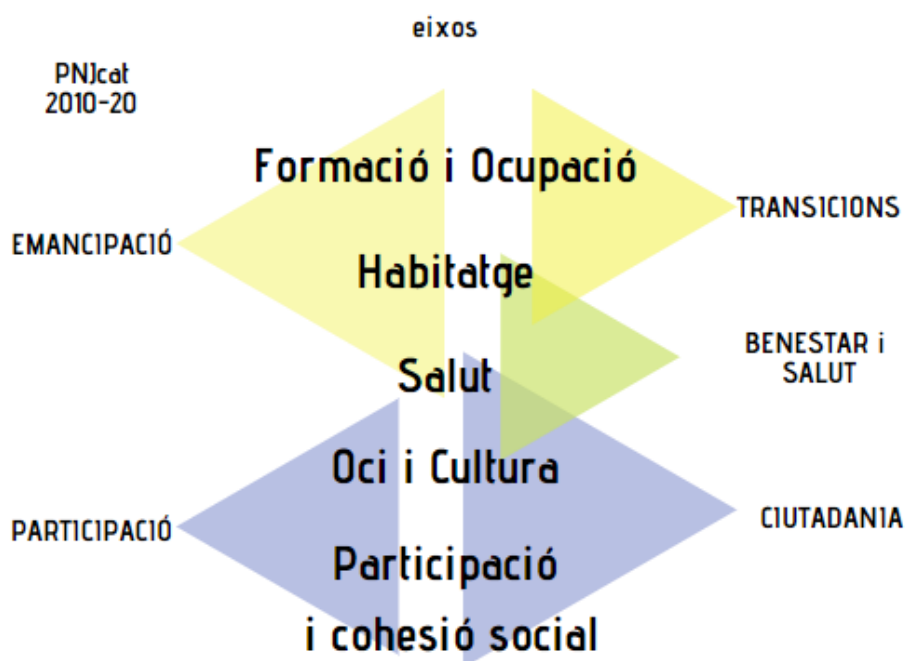 eixos
PNJcat
2010-20
Formació i Ocupació
TRANSICIONS
EMANCIPACIÓ
Habitatge
BENESTAR i
SALUT
Salut
Oci i Cultura
CIUTADANIA
PARTICIPACIÓ
Participació
i cohesió social